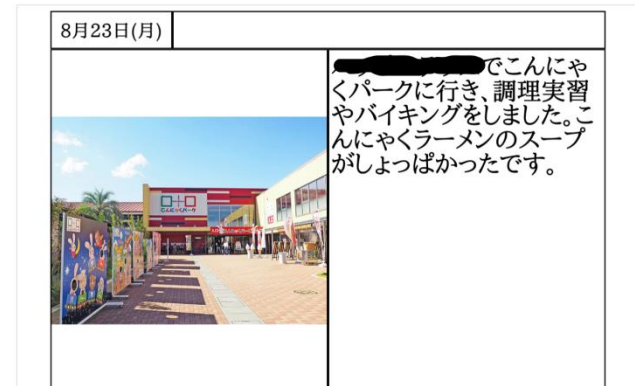 8月23日(月)
でこんにゃ
くパークに行き、調理実習
やバイキングをしました。こ
んにゃくラーメンのスープ
がしょっぱかったです。
こんにゃくパーク